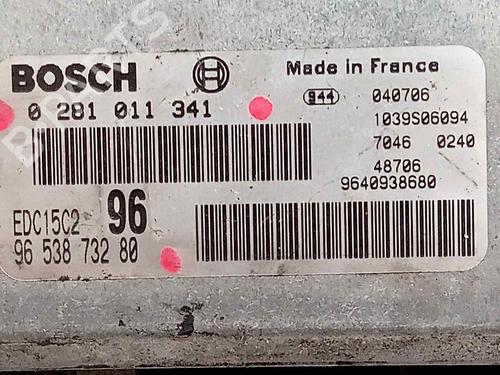 BOSCH
Made in France
0 281 011 341
944 040706
1039S06094
7046 0240
48706
9640938680
EDC15C2 96
96 538 732 80